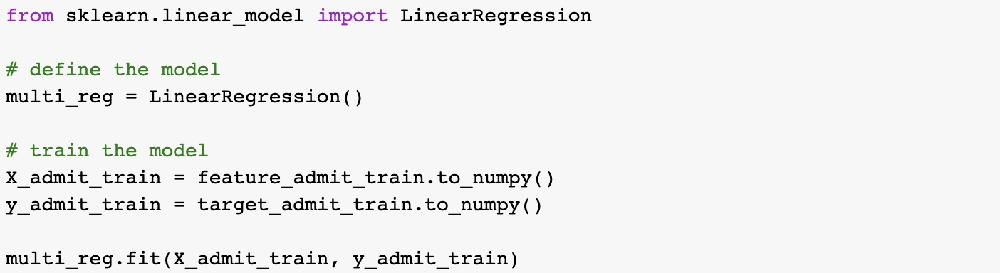 from sklearn.linear_model import LinearRegression
# define the model
multi_reg = LinearRegression()
# train the model
X_admit_train = feature_admit_train.to_numpy()
y_admit_train = target_admit_train.to_numpy()
multi_reg.fit(X_admit_train, y_admit_train)